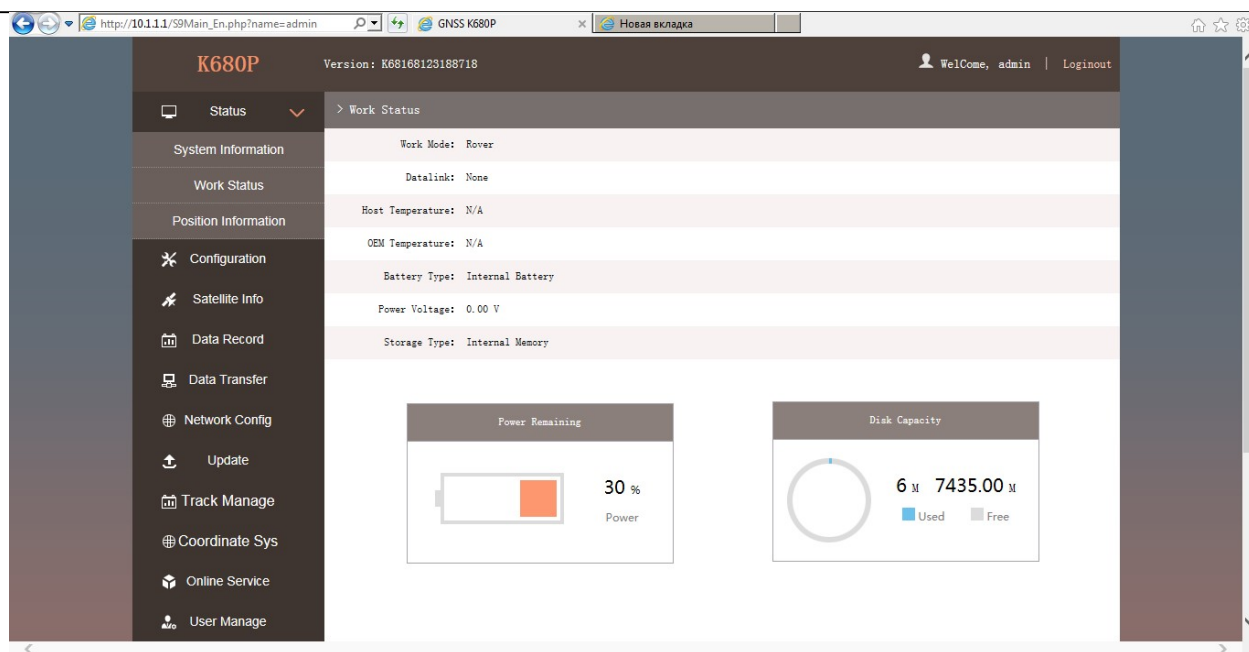 http://10.1.1.1/S9Main_En.php?name=admin
GNSS K680P
Новая вкладка
K680P
Version: K68168123188718
WelCome, admin | Loginout
Status
> Work Status
System Information
Work Status
Position Information
Configuration
Satellite Info
Data Record
Data Transfer
Network Config
Update
Track Manage
Coordinate Sys
Online Service
User Manage
Work Mode: Rover
Datalink: None
Host Temperature: N/A
OEM Temperature: N/A
Battery Type: Internal Battery
Power Voltage: 0.00 V
Storage Type: Internal Memory
Power Remaining
30 %
Power
Disk Capacity
6 M 7435.00 M
Used Free